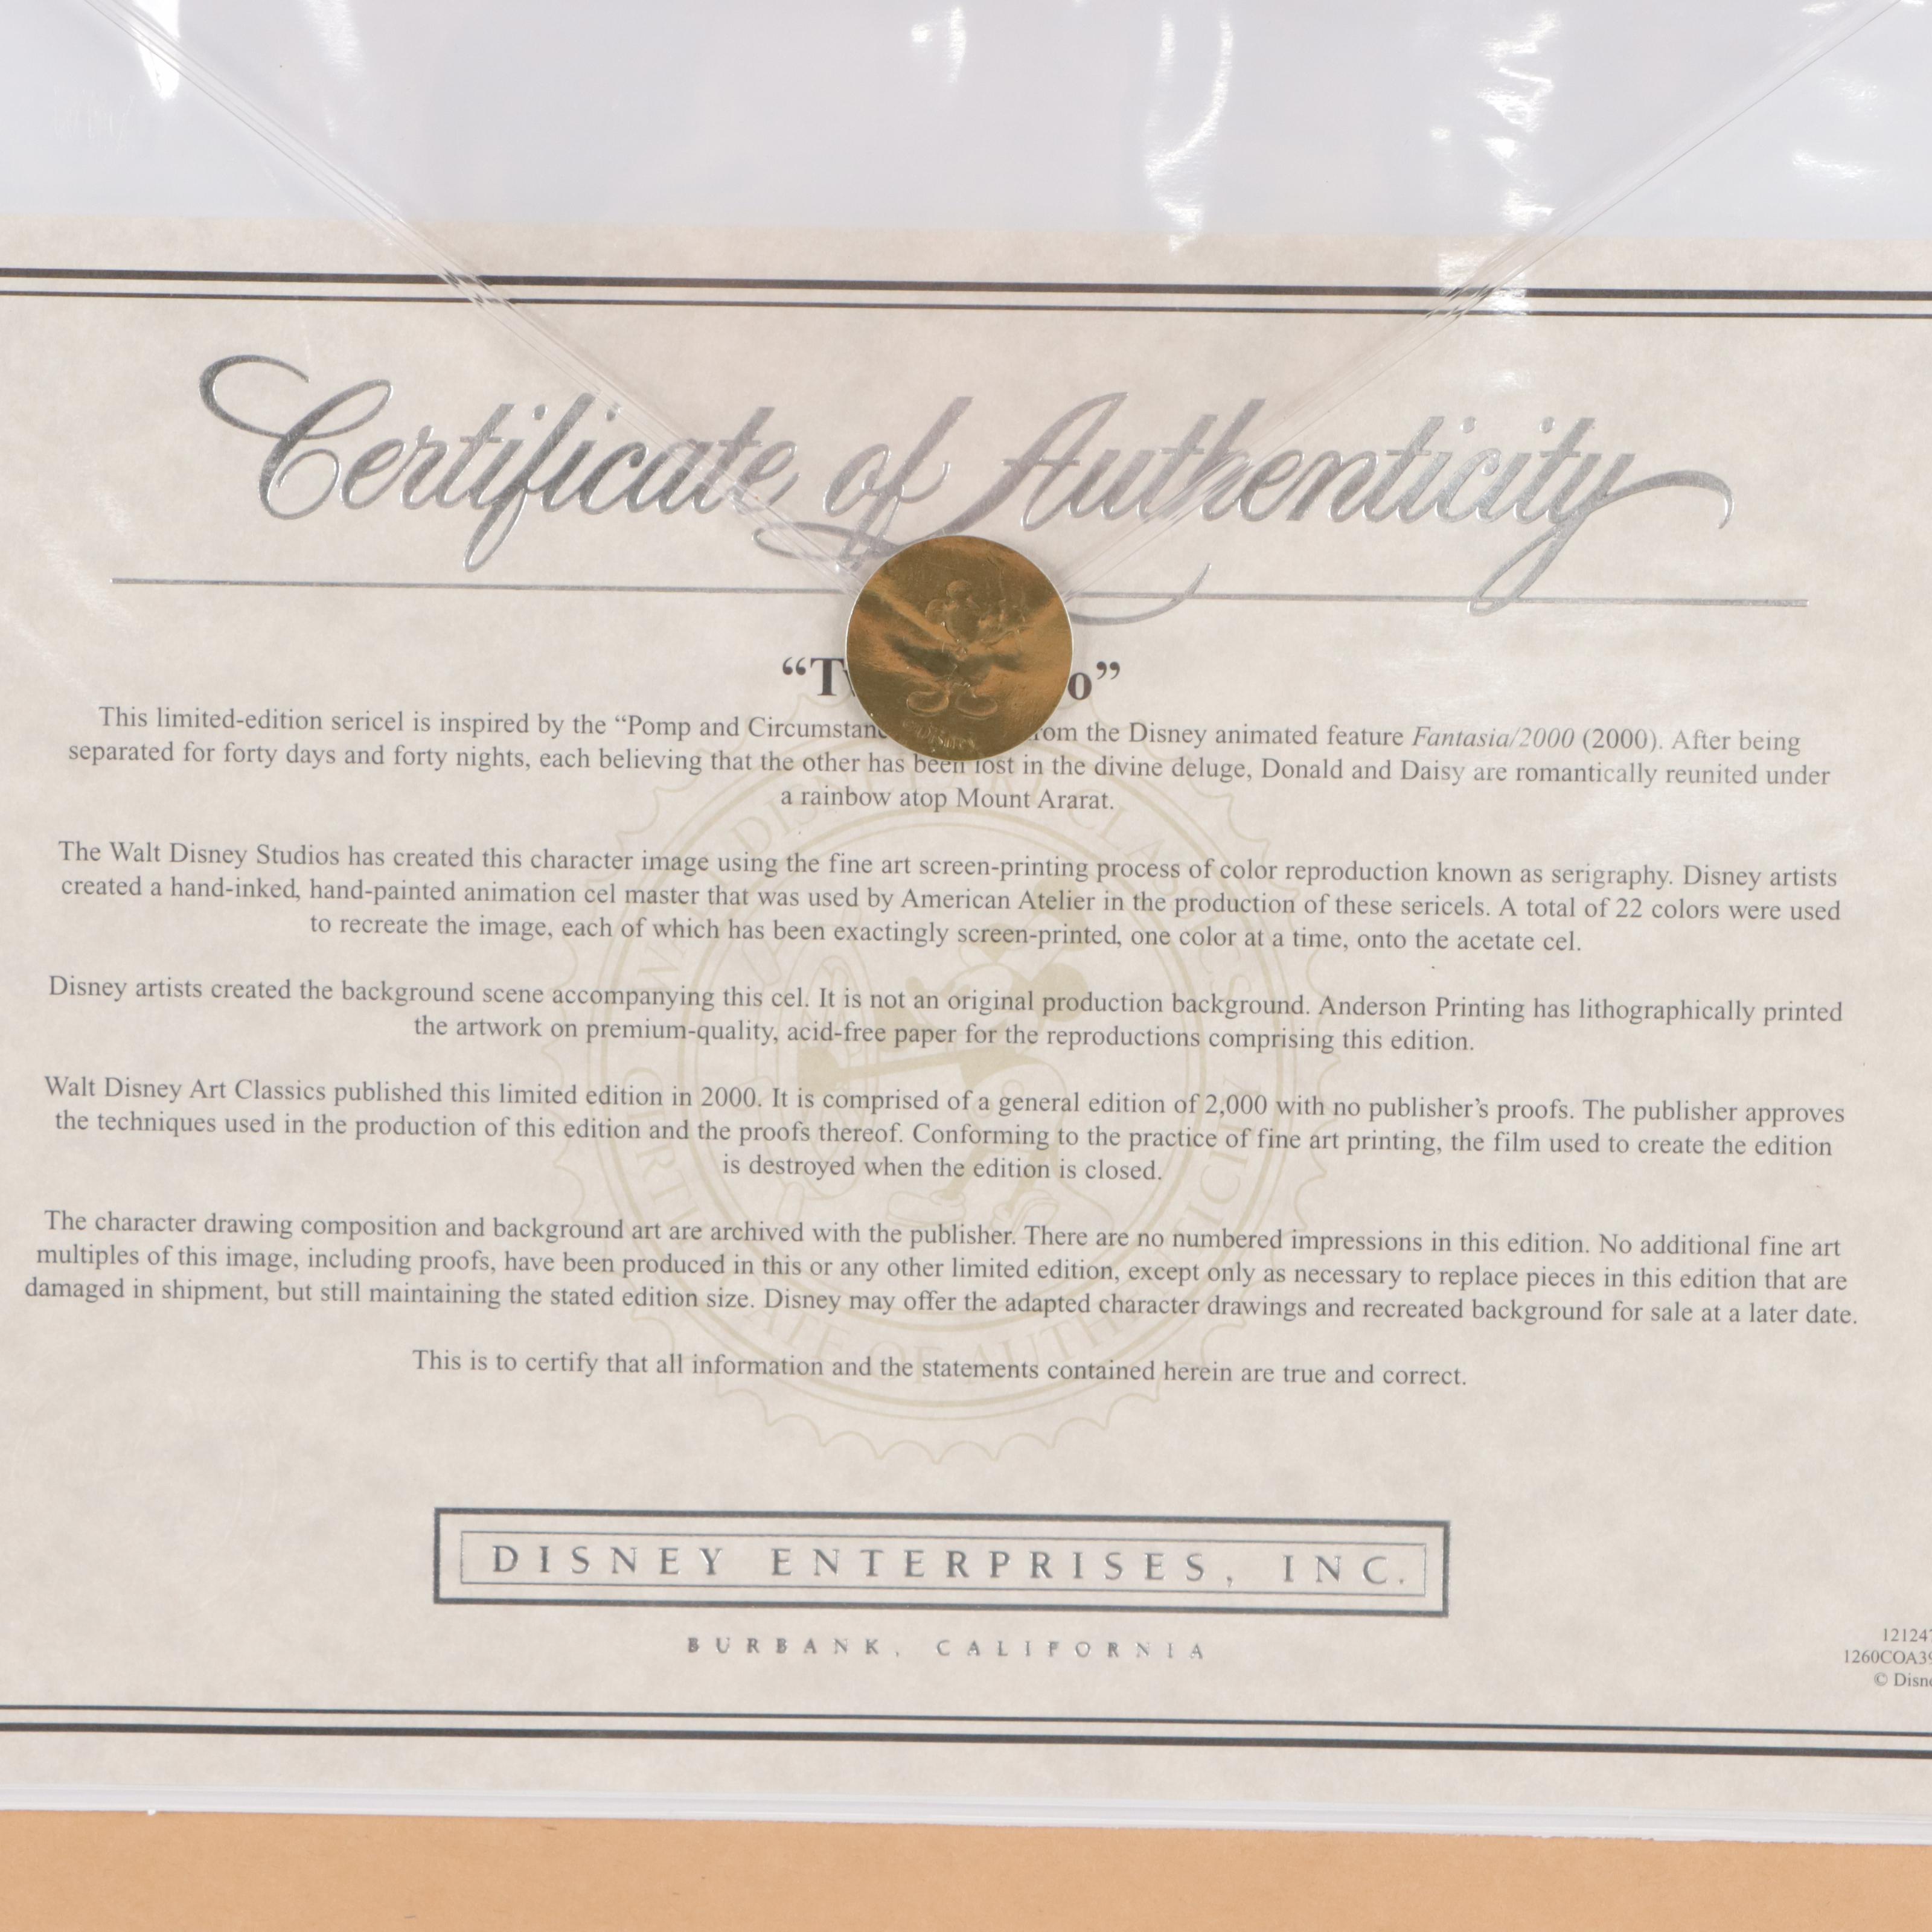 Certificate of Authenticity
Disney
This limited-edition sericel is inspired by the “Pomp and from the Disney animated feature Fantasia/2000 (2000). After being
separated for forty days and forty nights, each believing that the other has been lost in the divine deluge, Donald and Daisy are romantically reunited under
a rainbow atop Mount Ararat.
The Walt Disney Studios has created this character image using the fine art screen-printing process of color reproduction known as serigraphy. Disney artists
created a hand-inked, hand-painted animation cel master that was used by American Atelier in the production of these sericels. A total of 22 colors were used
to recreate the image, each of which has been exactingly screen-printed, one color at a time, onto the acetate cel.
Disney artists created the background scene accompanying this cel. It is not an original production background. Anderson Printing has lithographically printed
the artwork on premium-quality, acid-free paper for the reproductions comprising this edition.
Walt Disney Art Classics published this limited edition in 2000. It is comprised of a general edition of 2,000 with no publisher’s proofs. The publisher approves
the techniques used in the production of this edition and the proofs thereof. Conforming to the practice of fine art printing, the film used to create the edition
is destroyed when the edition is closed.
The character drawing composition and background art are archived with the publisher. There are no numbered impressions in this edition. No additional fine art
multiples of this image, including proofs, have been produced in this or any other limited edition, except only as necessary to replace pieces in this edition that are
damaged in shipment, but still maintaining the stated edition size. Disney may offer the adapted character drawings and recreated background for sale at a later date.
This is to certify that all information and the statements contained herein are true and correct.
DISNEY ENTERPRISES, INC.
BURBANK, CALIFORNIA
121247
1260COA39
© Disne